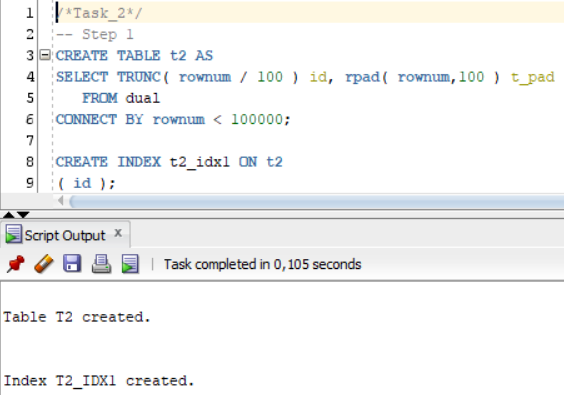 1 /*Task_2*/
2 -- Step 1
3 CREATE TABLE t2 AS
4 SELECT TRUNC( rownum / 100 ) id, rpad( rownum,100 ) t_pad
5 FROM dual
6 CONNECT BY rownum < 100000;
7
8 CREATE INDEX t2_idx1 ON t2
9 ( id );
Script Output x
Task completed in 0,105 seconds
Table T2 created.
Index T2_IDX1 created.